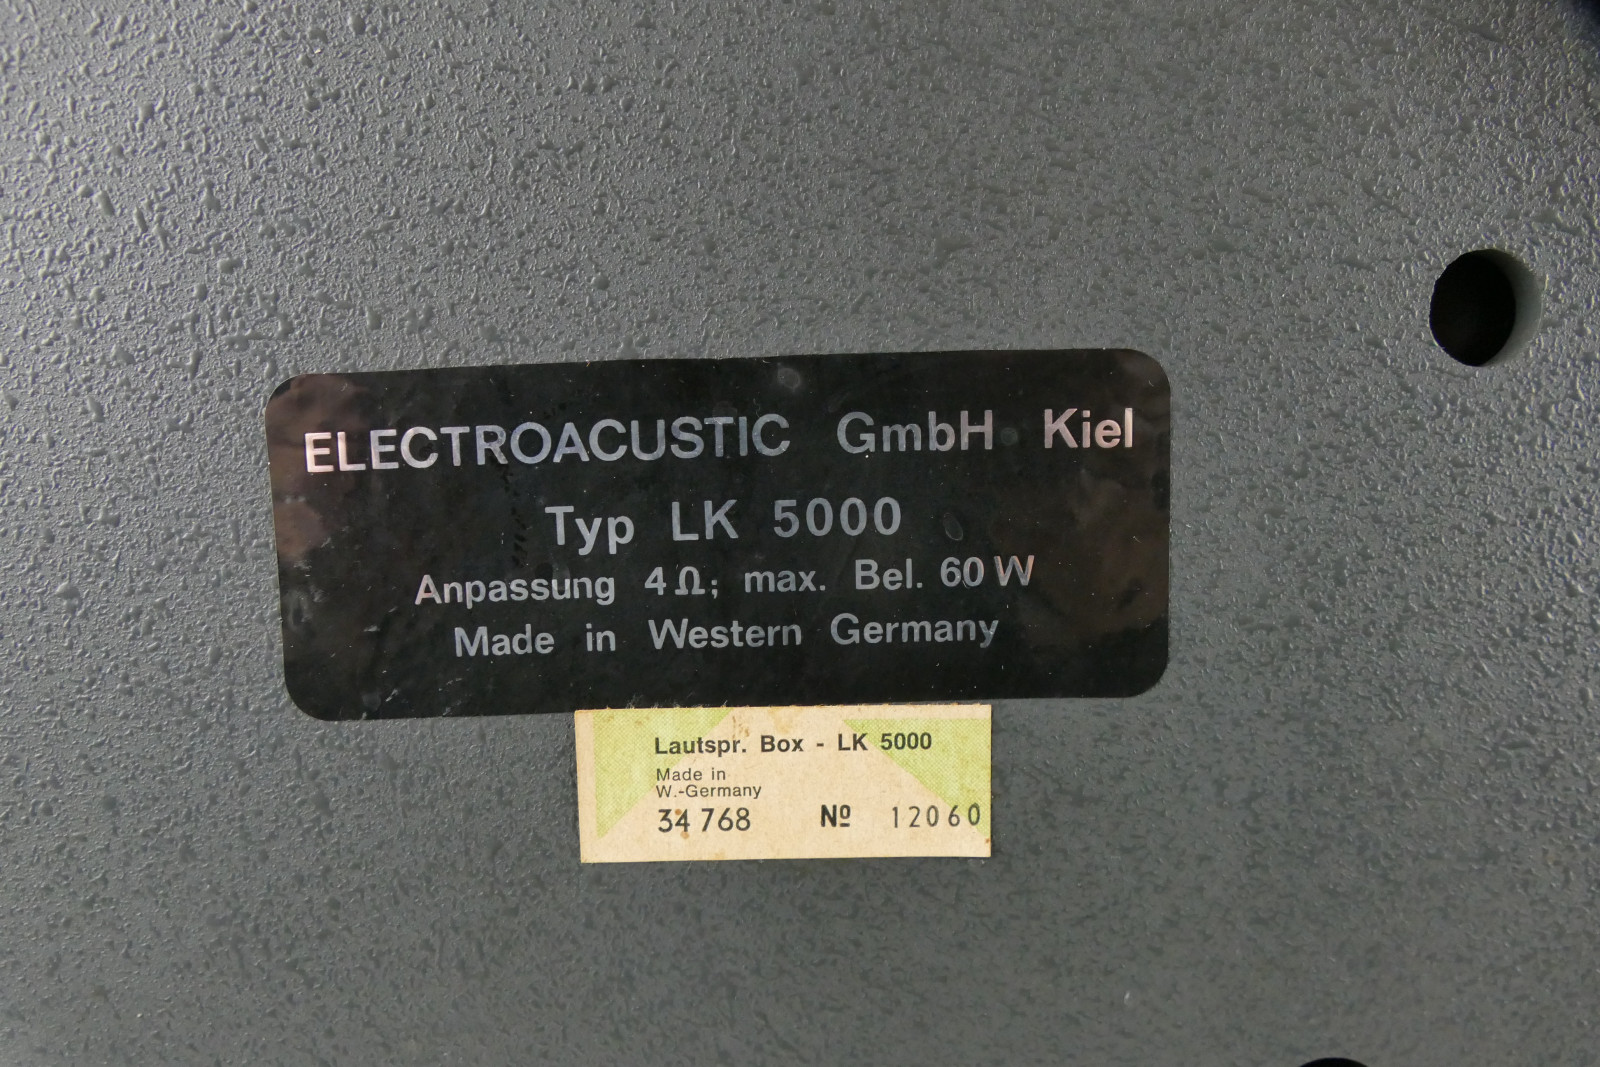 ELECTROACUSTIC GmbH Kiel
Typ LK 5000
Anpassung 4Ω; max. Bel. 60 W
Made in Western Germany
Lautspr. Box - LK 5000
Made in
W.-Germany
34 768 Nº 12060